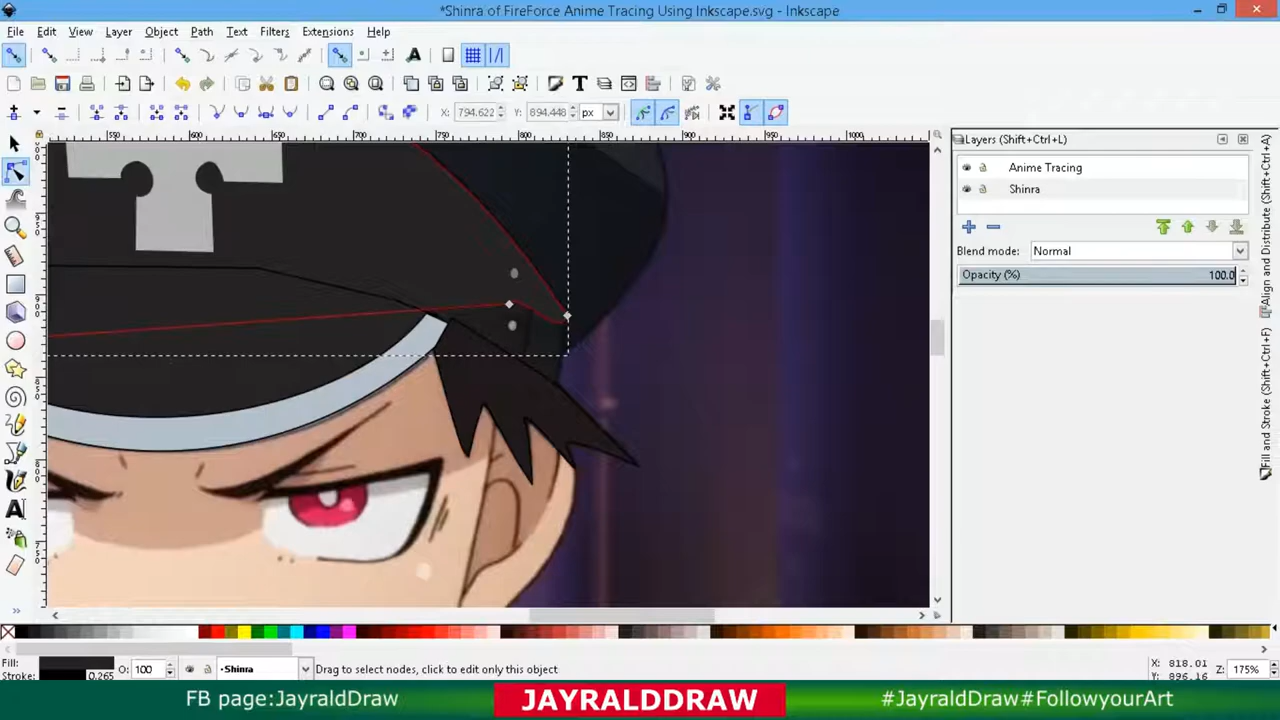 *Shinra of FireForce Anime Tracing Using Inkscape.svg - Inkscape
File Edit View Layer Object Path Text Filters Extensions Help
X: 794.622 Y: 894.448 px
Layers (Shift+Ctrl+L)
Anime Tracing
Shinra
Blend mode: Normal
Opacity (%) 100.0
Align and Distribute (Shift+Ctrl+A)
Fill and Stroke (Shift+Ctrl+F)
Fill:
Stroke: 0.265
O: 100
•Shinra
Drag to select nodes, click to edit only this object
X: 818.01
Y: 896.16
Z: 175%
FB page:JayraldDraw
JAYRALDDRAW
#JayraldDraw#FollowyourArt